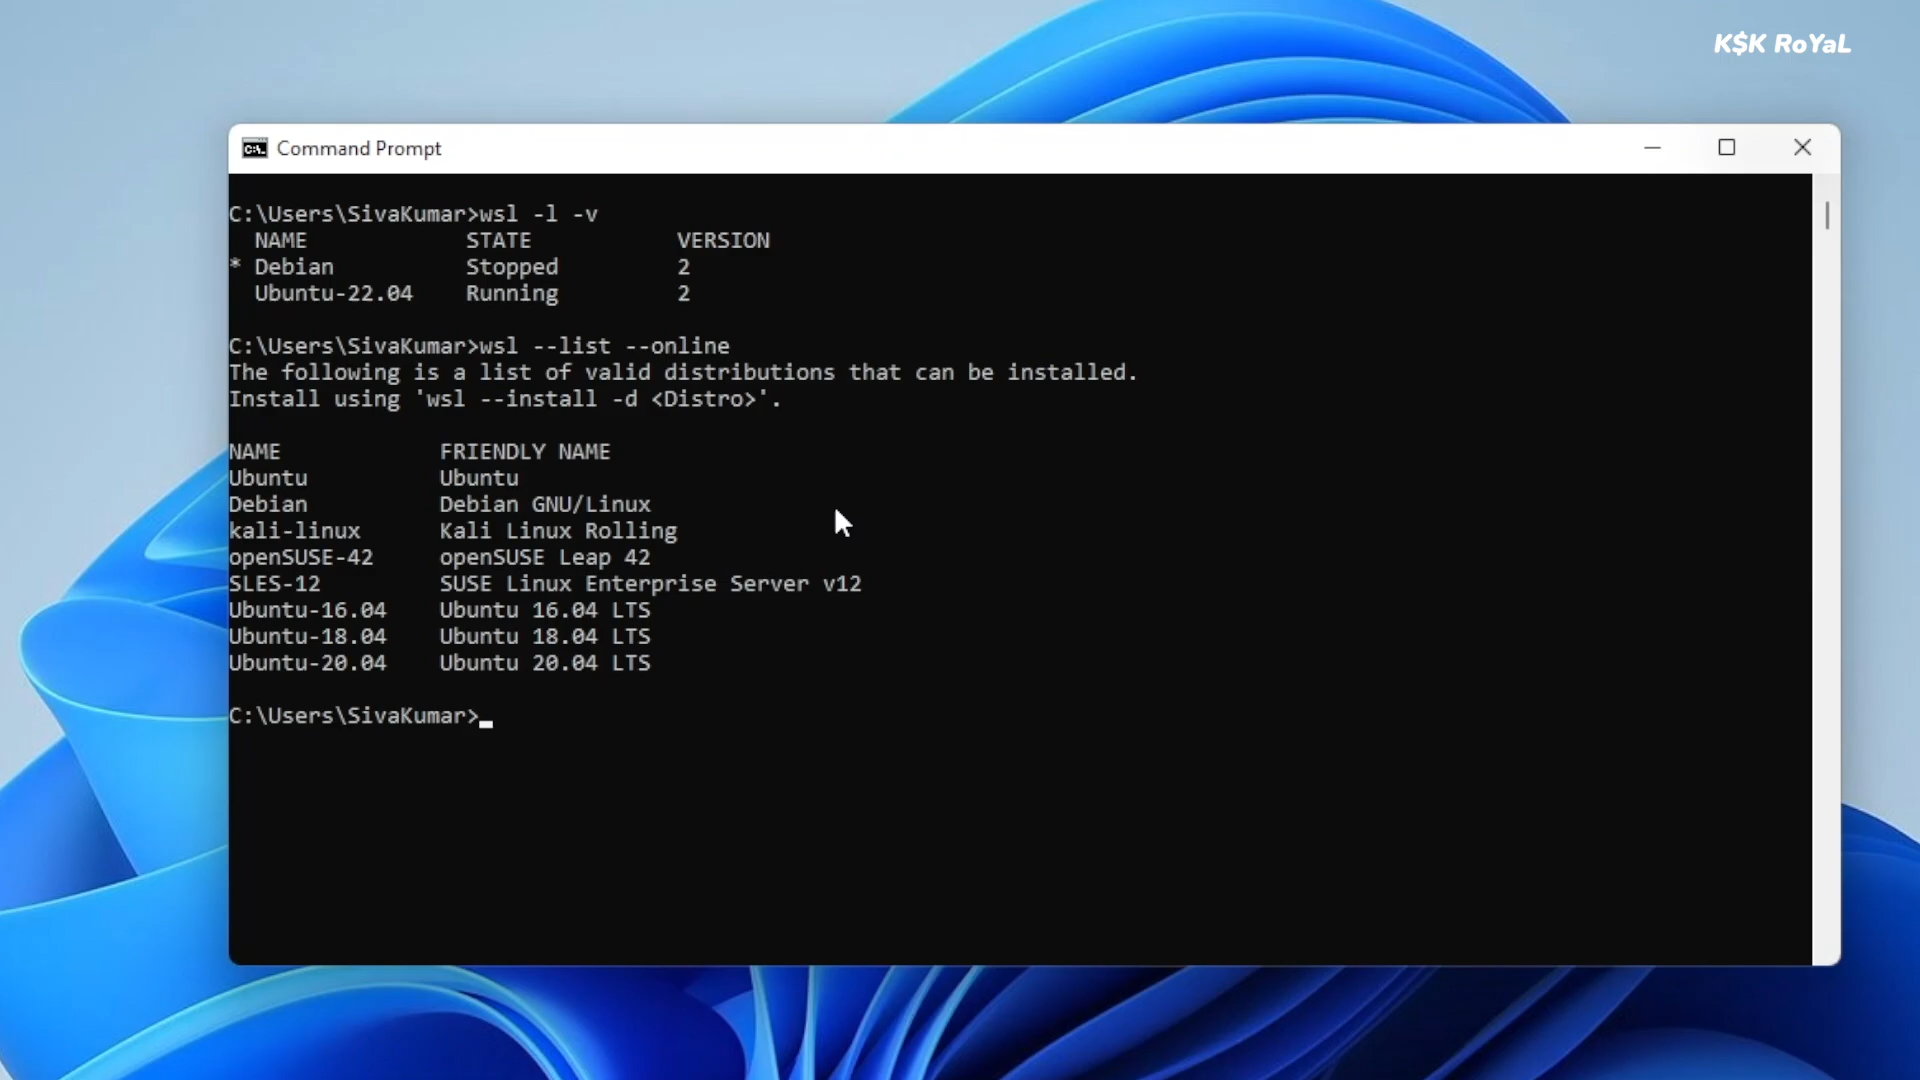 K$K RoYaL
Command Prompt
C:\Users\SivaKumar>wsl -l -v
  NAME            STATE           VERSION
* Debian          Stopped         2
  Ubuntu-22.04    Running         2
C:\Users\SivaKumar>wsl --list --online
The following is a list of valid distributions that can be installed.
Install using 'wsl --install -d <Distro>'.
NAME            FRIENDLY NAME
Ubuntu          Ubuntu
Debian          Debian GNU/Linux
kali-linux      Kali Linux Rolling
openSUSE-42     openSUSE Leap 42
SLES-12         SUSE Linux Enterprise Server v12
Ubuntu-16.04    Ubuntu 16.04 LTS
Ubuntu-18.04    Ubuntu 18.04 LTS
Ubuntu-20.04    Ubuntu 20.04 LTS
C:\Users\SivaKumar>